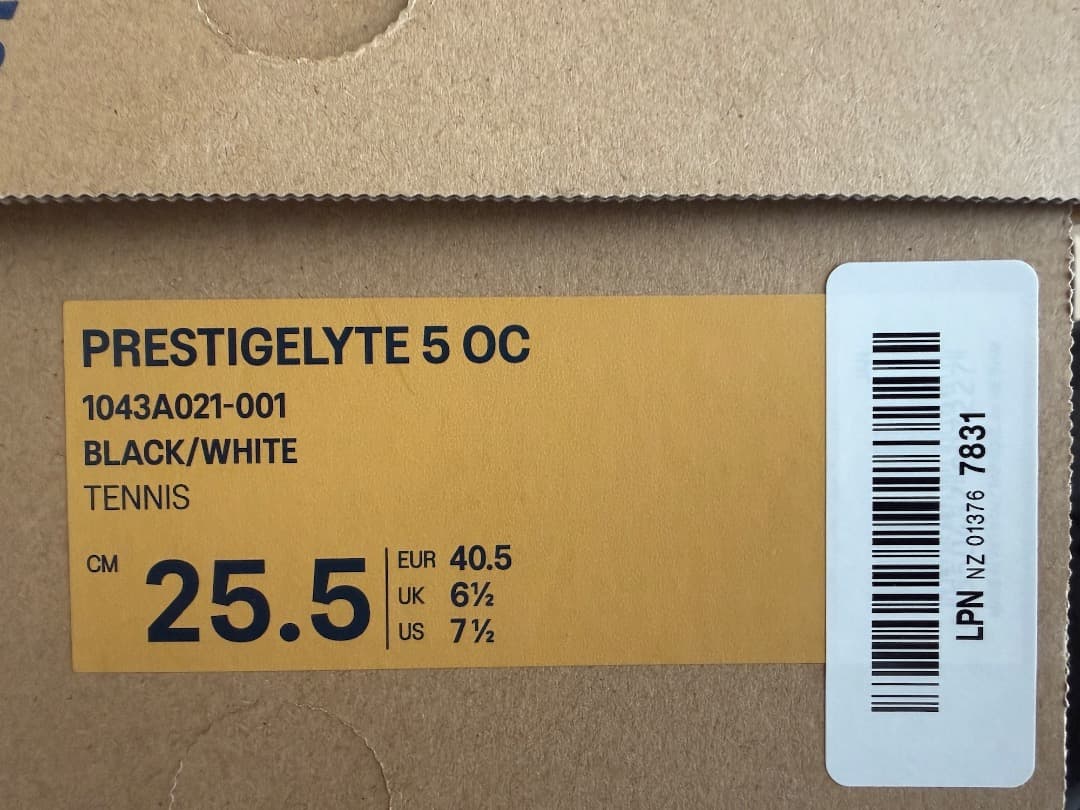 PRESTIGELYTE 5 OC
1043A021-001
BLACK/WHITE
TENNIS
CM 25.5
EUR 40.5
UK 6½
US 7½
LPN NZ 01376 7831